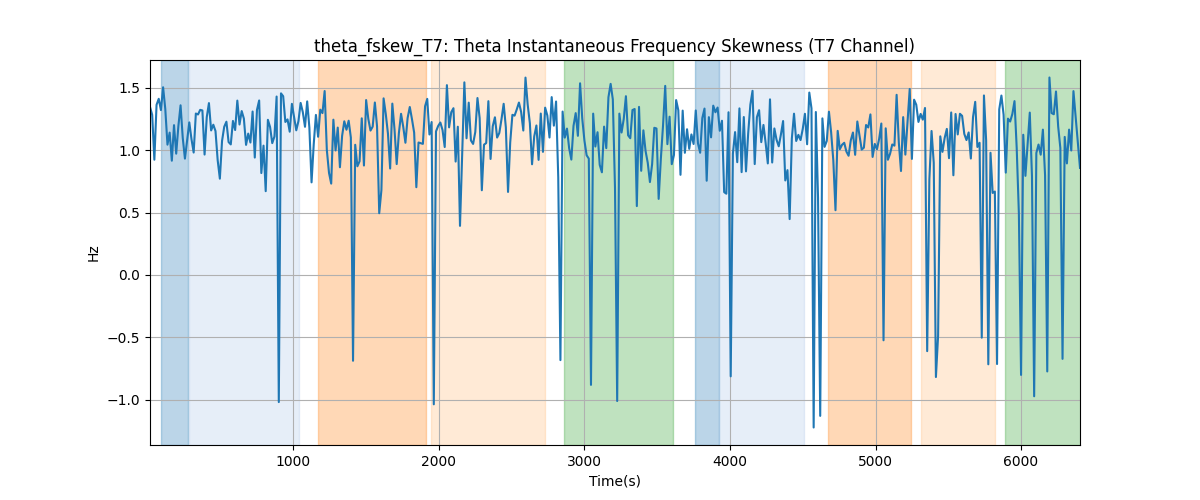 theta_fskew_T7: Theta Instantaneous Frequency Skewness (T7 Channel)
1.5
1.0
0.5
0.0
−0.5
−1.0
Hz
1000 2000 3000 4000 5000 6000
Time(s)